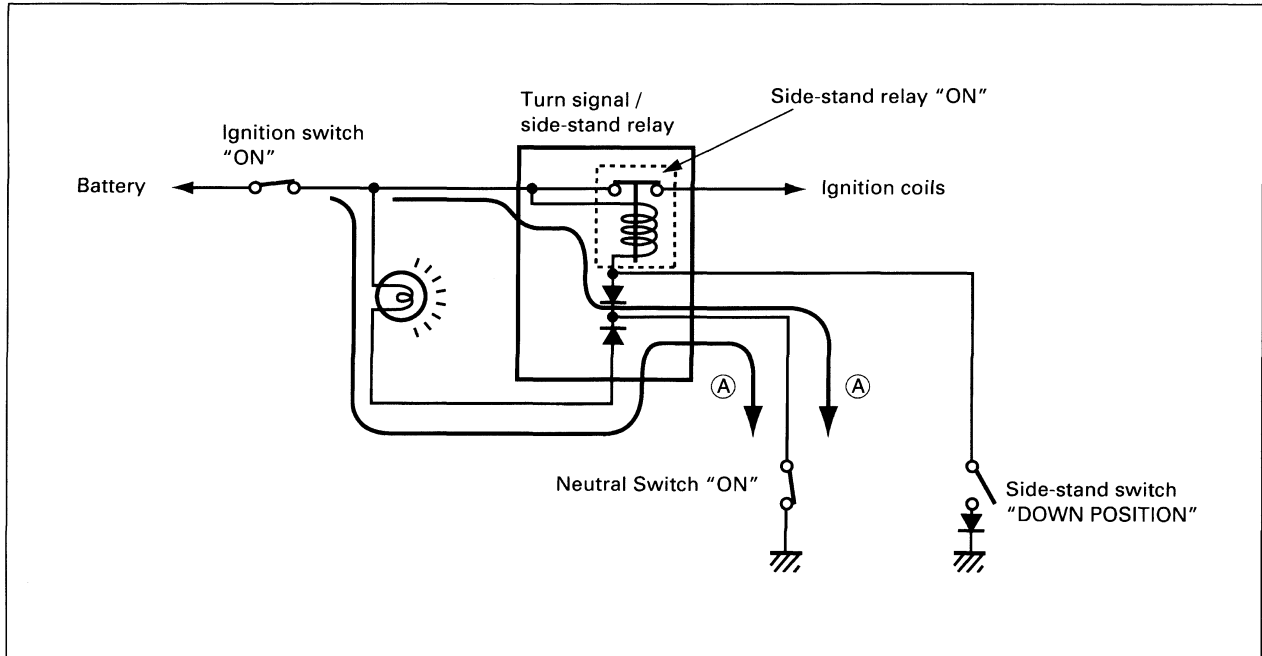 Turn signal /
side-stand relay
Side-stand relay "ON"
Ignition switch
"ON"
Battery
Ignition coils
Ⓐ
Ⓐ
Neutral Switch "ON"
Side-stand switch
"DOWN POSITION"